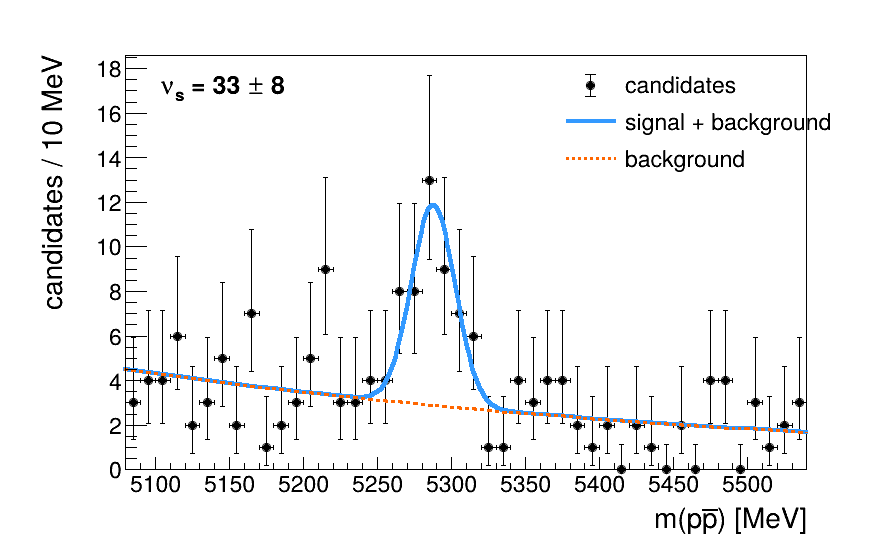 candidates / 10 MeV
18
16
14
12
10
8
6
4
2
0
ν_s = 33 ± 8
candidates
signal + background
background
5100 5150 5200 5250 5300 5350 5400 5450 5500
m(pp̅) [MeV]